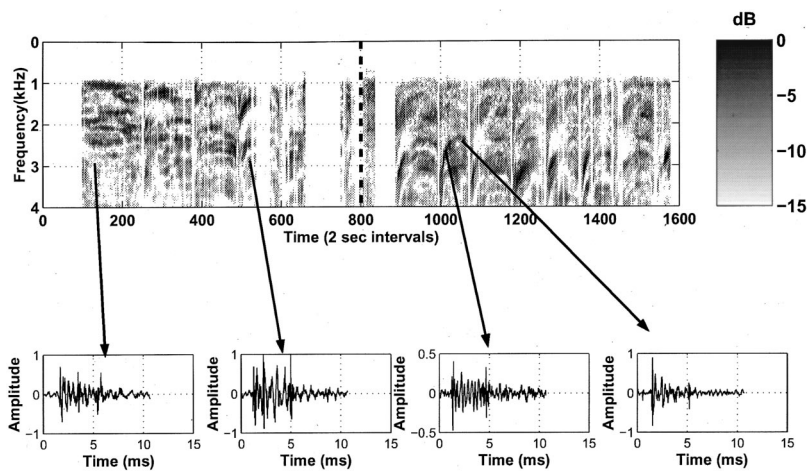 dB
0
−5
−10
−15
Frequency(kHz)
0
1
2
3
4
0 200 400 600 800 1000 1200 1400 1600
Time (2 sec intervals)
Amplitude
1
0
−1
0 5 10 15
Time (ms)
Amplitude
1
0
−1
0 5 10 15
Time (ms)
Amplitude
0.5
0
−0.5
0 5 10 15
Time (ms)
Amplitude
1
0
−1
0 5 10 15
Time (ms)